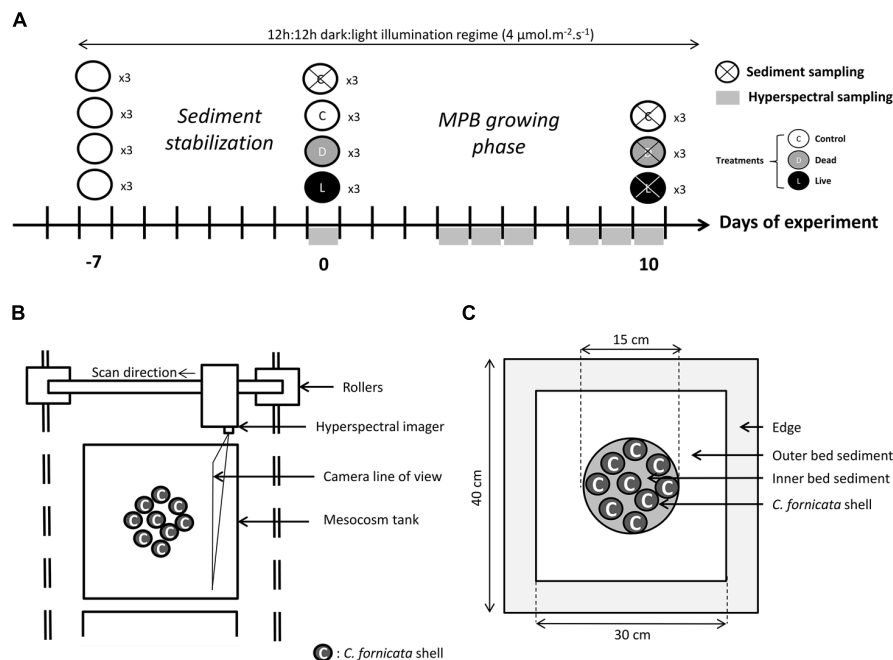 A
12h:12h dark:light illumination regime (4 μmol.m-2.s-1)
x3
x3
x3
x3
Sediment
stabilization
C x3
C x3
D x3
L x3
MPB growing
phase
C x3
D x3
L x3
Sediment sampling
Hyperspectral sampling
Treatments
C Control
D Dead
L Live
Days of experiment
-7
0
10
B
Scan direction
Rollers
Hyperspectral imager
Camera line of view
Mesocosm tank
C C C C C C C C C
C : C. fornicata shell
C
15 cm
40 cm
Edge
Outer bed sediment
Inner bed sediment
C. fornicata shell
C C C C C C C C C
30 cm